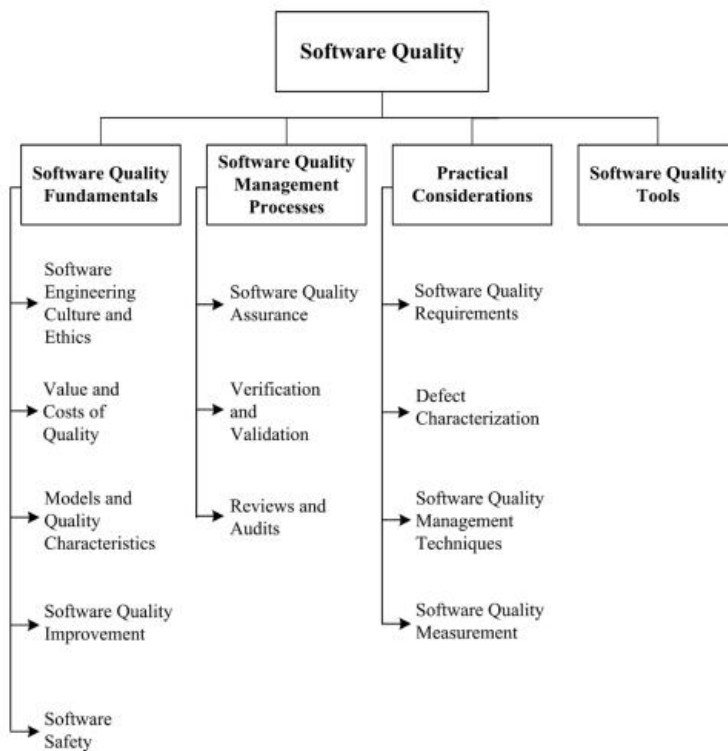 Software Quality
Software Quality
Fundamentals
Software Quality
Management
Processes
Practical
Considerations
Software Quality
Tools
Software
Engineering
Culture and
Ethics
Value and
Costs of
Quality
Models and
Quality
Characteristics
Software Quality
Improvement
Software
Safety
Software Quality
Assurance
Verification
and
Validation
Reviews and
Audits
Software Quality
Requirements
Defect
Characterization
Software Quality
Management
Techniques
Software Quality
Measurement